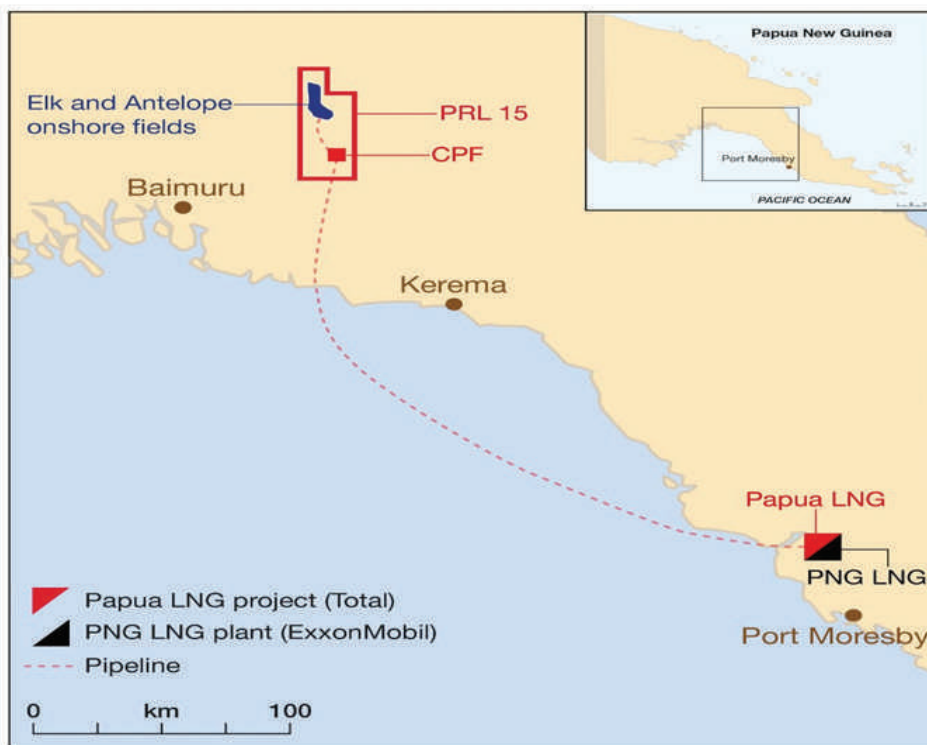 Papua New Guinea
Port Moresby
PACIFIC OCEAN
Elk and Antelope
onshore fields
PRL 15
CPF
Baimuru
Kerema
Papua LNG
PNG LNG
Port Moresby
Papua LNG project (Total)
PNG LNG plant (ExxonMobil)
Pipeline
0 km 100